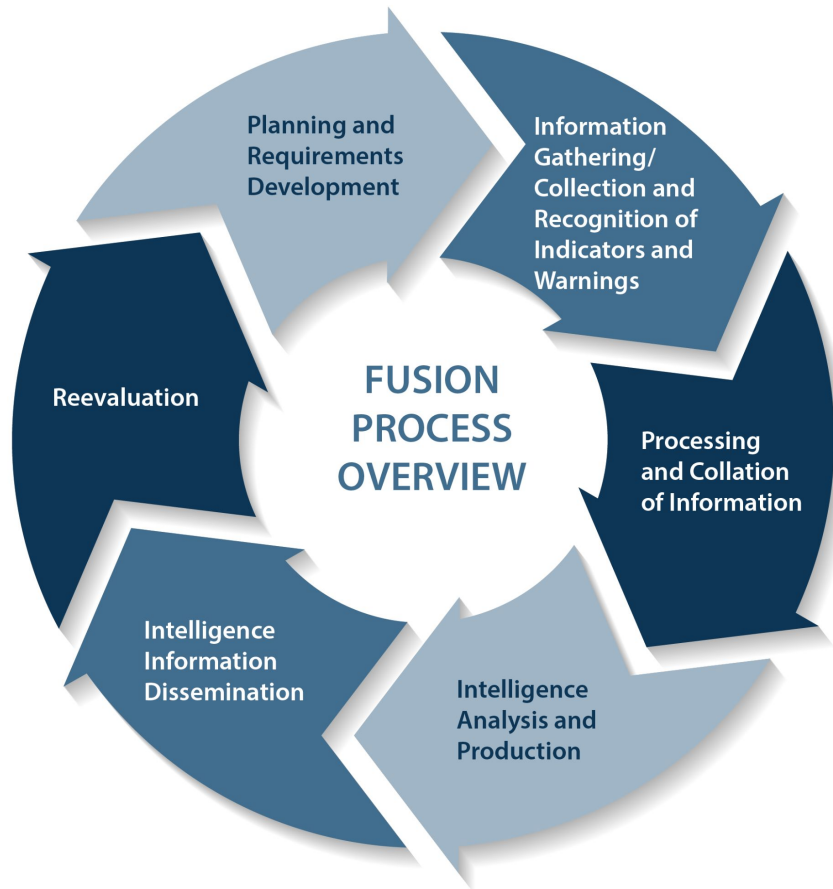 FUSION
PROCESS
OVERVIEW
Planning and
Requirements
Development
Information
Gathering/
Collection and
Recognition of
Indicators and
Warnings
Processing
and Collation
of Information
Intelligence
Analysis and
Production
Intelligence
Information
Dissemination
Reevaluation